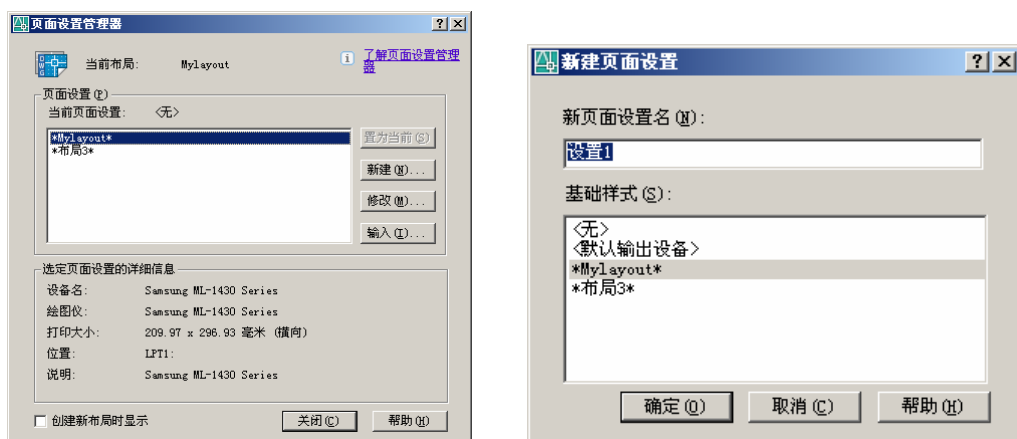 页面设置管理器
当前布局: Mylayout
了解页面设置管理器
页面设置(P)
当前页面设置: <无>
*Mylayout*
*布局3*
置为当前(S)
新建(N)...
修改(M)...
输入(I)...
选定页面设置的详细信息
设备名: Samsung ML-1430 Series
绘图仪: Samsung ML-1430 Series
打印大小: 209.97 x 296.93 毫米 (横向)
位置: LPT1:
说明: Samsung ML-1430 Series
创建新布局时显示
关闭(C)
帮助(H)
新建页面设置
新页面设置名(N):
设置1
基础样式(S):
<无>
<默认输出设备>
*Mylayout*
*布局3*
确定(O)
取消(C)
帮助(H)